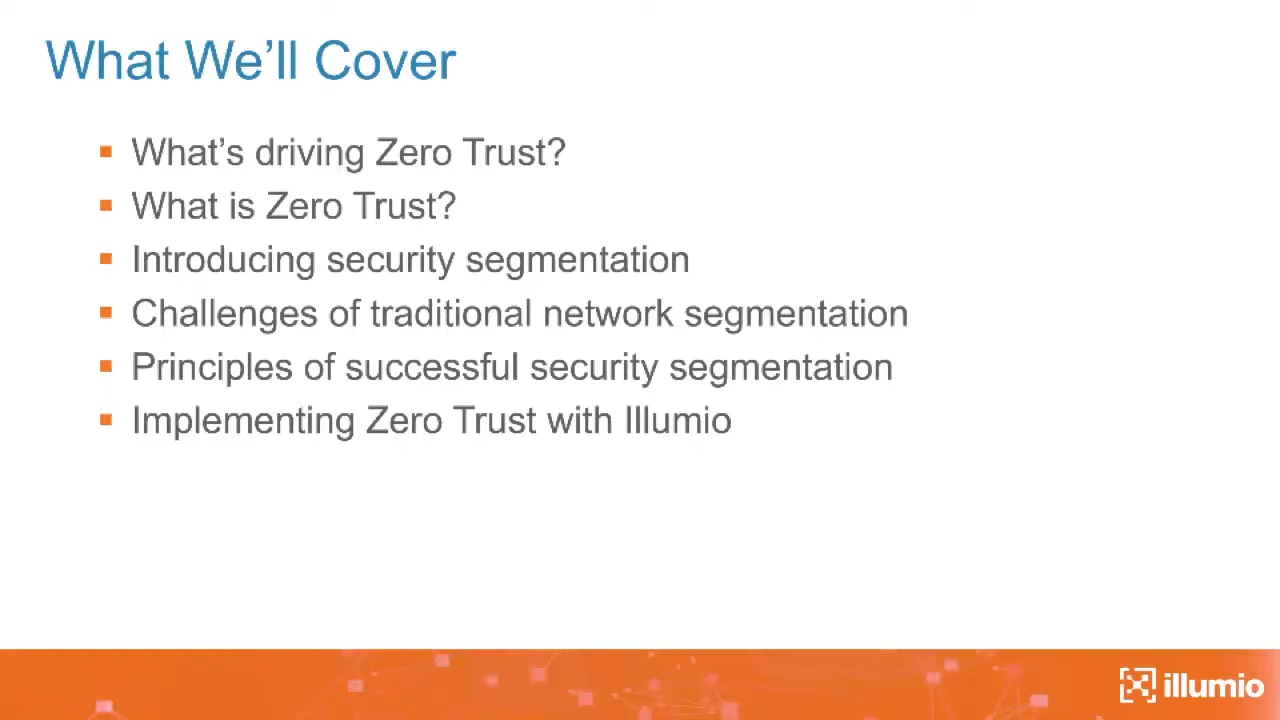 What We’ll Cover
What’s driving Zero Trust?
What is Zero Trust?
Introducing security segmentation
Challenges of traditional network segmentation
Principles of successful security segmentation
Implementing Zero Trust with Illumio
illumio